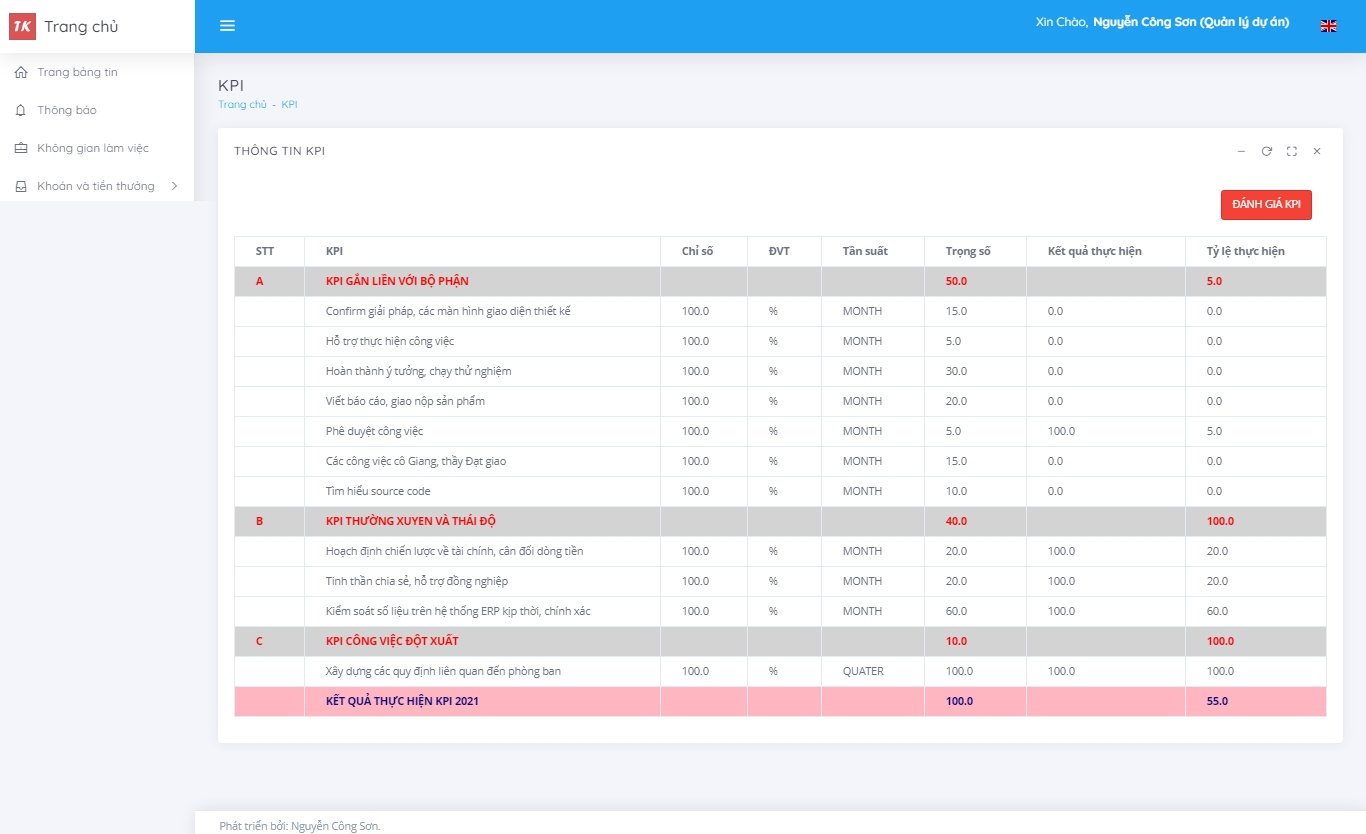 TK Trang chủ
Xin Chào, Nguyễn Công Sơn (Quản lý dự án)
Trang bảng tin
Thông báo
Không gian làm việc
Khoán và tiền thưởng
KPI
Trang chủ - KPI
THÔNG TIN KPI
ĐÁNH GIÁ KPI
STT KPI Chỉ số ĐVT Tần suất Trọng số Kết quả thực hiện Tỷ lệ thực hiện
A KPI GẮN LIỀN VỚI BỘ PHẬN 50.0 5.0
Confirm giải pháp, các màn hình giao diện thiết kế 100.0 % MONTH 15.0 0.0 0.0
Hỗ trợ thực hiện công việc 100.0 % MONTH 5.0 0.0 0.0
Hoàn thành ý tưởng, chạy thử nghiệm 100.0 % MONTH 30.0 0.0 0.0
Viết báo cáo, giao nộp sản phẩm 100.0 % MONTH 20.0 0.0 0.0
Phê duyệt công việc 100.0 % MONTH 5.0 100.0 5.0
Các công việc cô Giang, thầy Đạt giao 100.0 % MONTH 15.0 0.0 0.0
Tìm hiểu source code 100.0 % MONTH 10.0 0.0 0.0
B KPI THƯỜNG XUYEN VÀ THÁI ĐỘ 40.0 100.0
Hoạch định chiến lược về tài chính, cân đối dòng tiền 100.0 % MONTH 20.0 100.0 20.0
Tinh thần chia sẻ, hỗ trợ đồng nghiệp 100.0 % MONTH 20.0 100.0 20.0
Kiểm soát số liệu trên hệ thống ERP kịp thời, chính xác 100.0 % MONTH 60.0 100.0 60.0
C KPI CÔNG VIỆC ĐỘT XUẤT 10.0 100.0
Xây dựng các quy định liên quan đến phòng ban 100.0 % QUATER 100.0 100.0 100.0
KẾT QUẢ THỰC HIỆN KPI 2021 100.0 55.0
Phát triển bởi: Nguyễn Công Sơn.